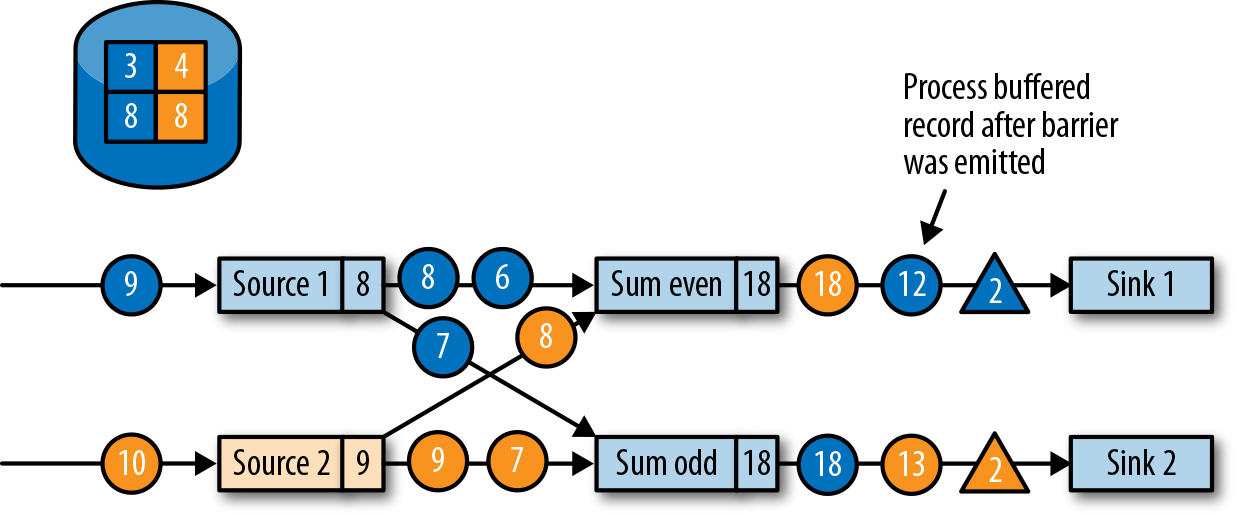 3 4
8 8
Process buffered
record after barrier
was emitted
9 Source 1 8 8 6 Sum even 18 18 12 2 Sink 1
7 8
10 Source 2 9 9 7 Sum odd 18 18 13 2 Sink 2